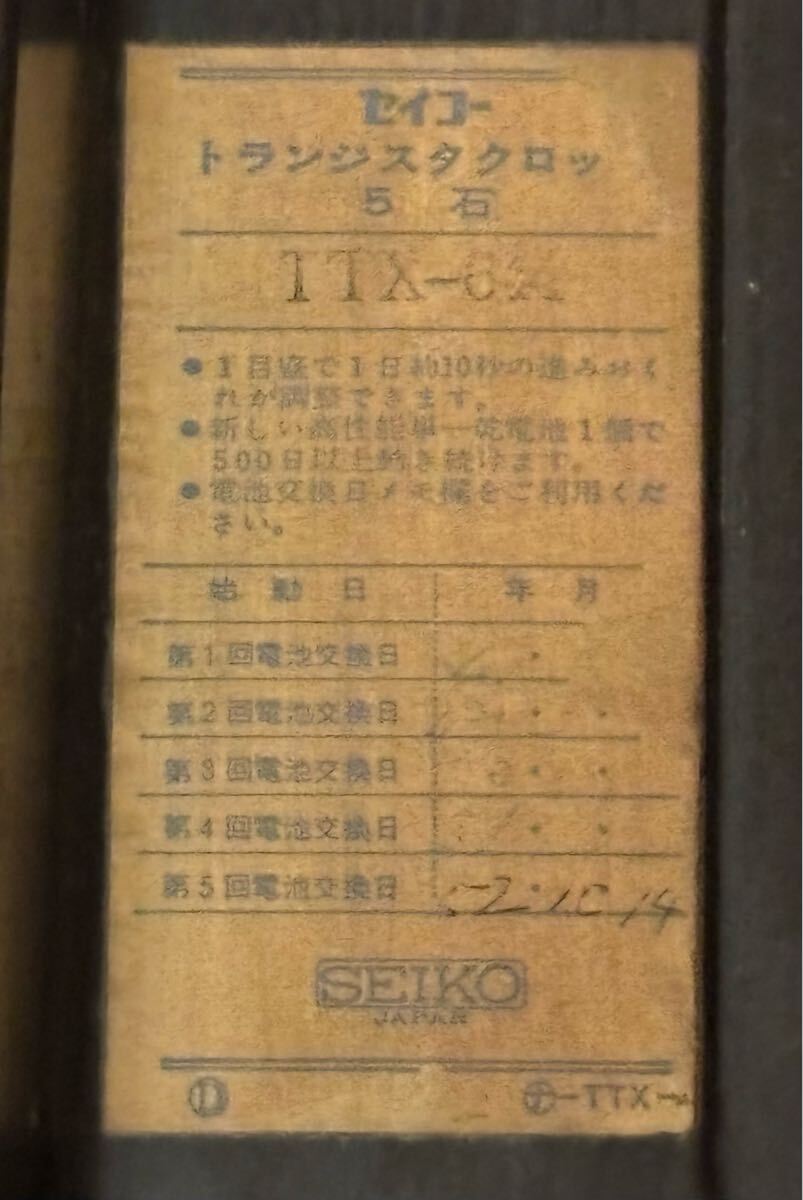 セイコー
トランジスタクロック
5 石
● 1目盛で1日約10秒の進みおく
れが調整できます。
● 新しい高性能単一乾電池1個で
500日以上動き続けます。
● 電池交換日メモ欄をご利用くだ
さい。
始 動 日 年 月
第1回電池交換日
第2回電池交換日
第3回電池交換日
第4回電池交換日
第5回電池交換日 52.10.14
SEIKO
JAPAN